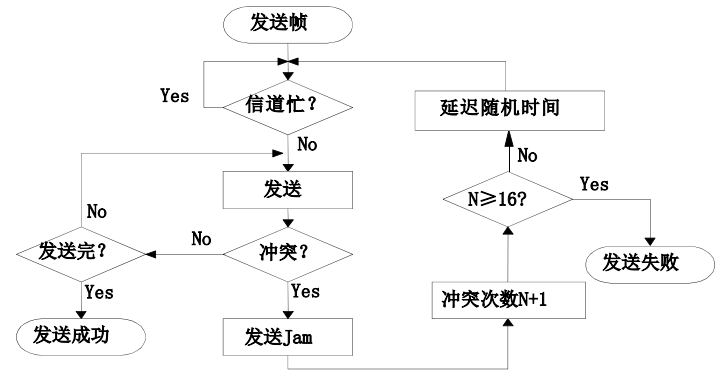 发送帧
Yes
信道忙？
延迟随机时间
No
No
发送
N≥16?
Yes
No
发送完？
No
冲突？
发送失败
Yes
Yes
冲突次数N+1
发送成功
发送Jam